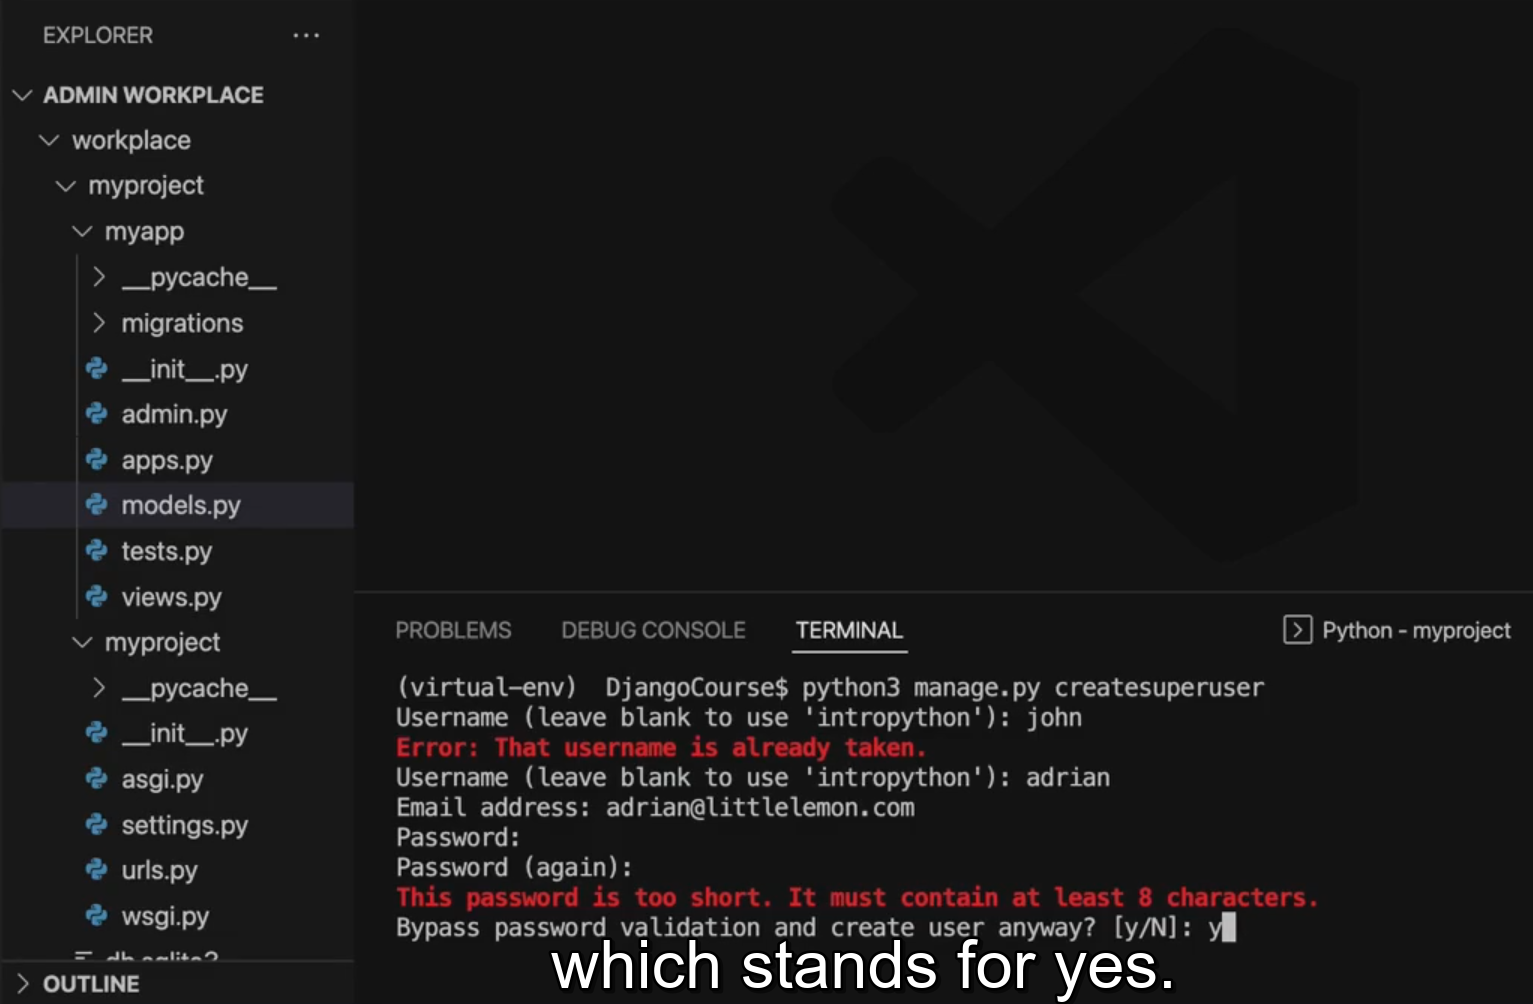 EXPLORER ...
ADMIN WORKPLACE
workplace
myproject
myapp
__pycache__
migrations
__init__.py
admin.py
apps.py
models.py
tests.py
views.py
myproject
__pycache__
__init__.py
asgi.py
settings.py
urls.py
wsgi.py
db.sqlite3
OUTLINE
PROBLEMS DEBUG CONSOLE TERMINAL Python - myproject
(virtual-env) DjangoCourse$ python3 manage.py createsuperuser
Username (leave blank to use 'intropython'): john
Error: That username is already taken.
Username (leave blank to use 'intropython'): adrian
Email address: adrian@littlelemon.com
Password:
Password (again):
This password is too short. It must contain at least 8 characters.
Bypass password validation and create user anyway? [y/N]: y
which stands for yes.